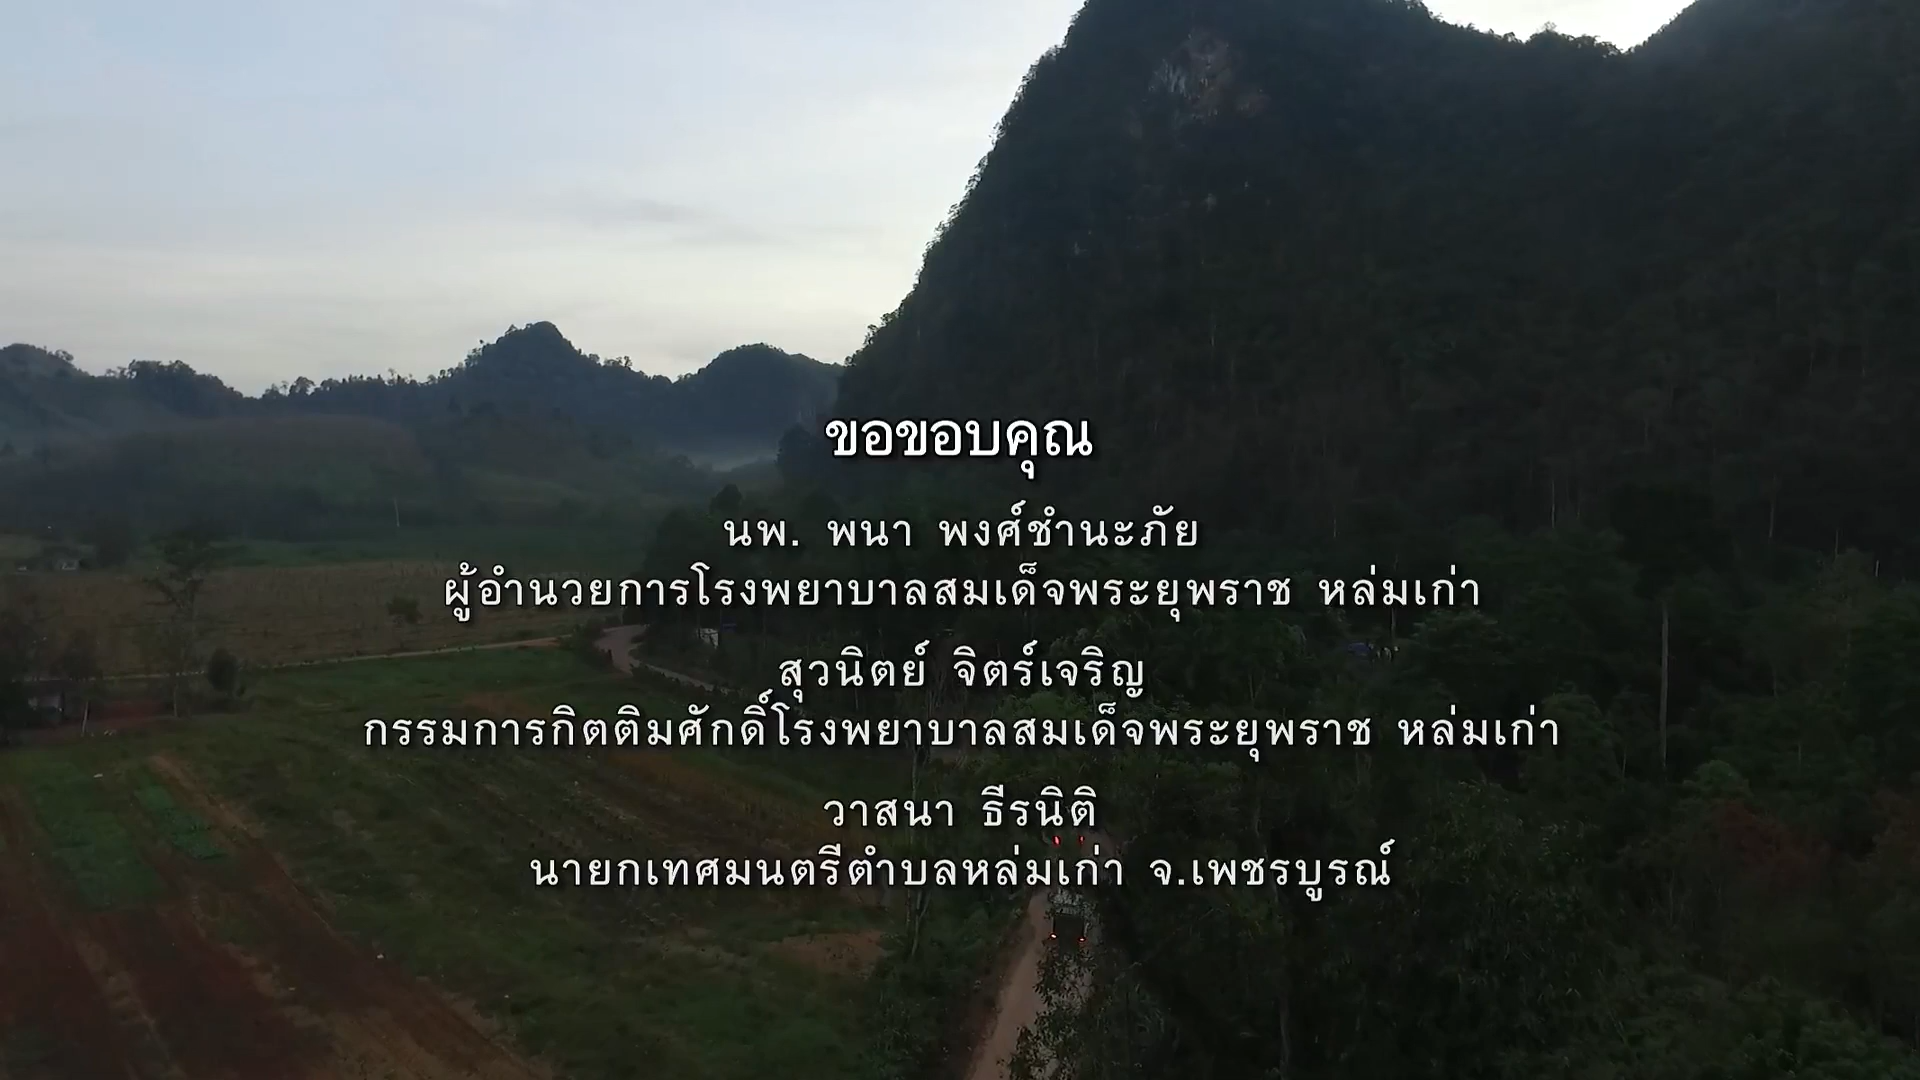 ขอขอบคุณ
นพ. พนา พงศ์ชำนะภัย
ผู้อำนวยการโรงพยาบาลสมเด็จพระยุพราช หล่มเก่า
สุวนิตย์ จิตร์เจริญ
กรรมการกิตติมศักดิ์โรงพยาบาลสมเด็จพระยุพราช หล่มเก่า
วาสนา ธีรนิติ
นายกเทศมนตรีตำบลหล่มเก่า จ.เพชรบูรณ์